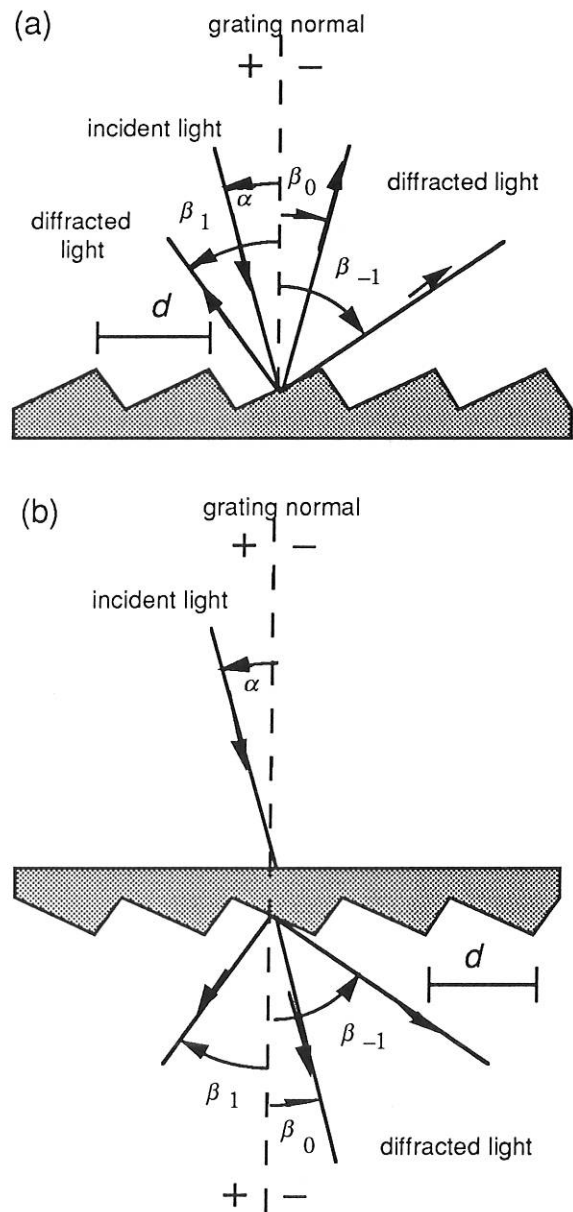 (a)
grating normal
+ −
incident light
α
β₀
diffracted light
β₁
diffracted
light
β₋₁
d
(b)
grating normal
+ −
incident light
α
d
β₋₁
β₁
β₀
diffracted light
+ −